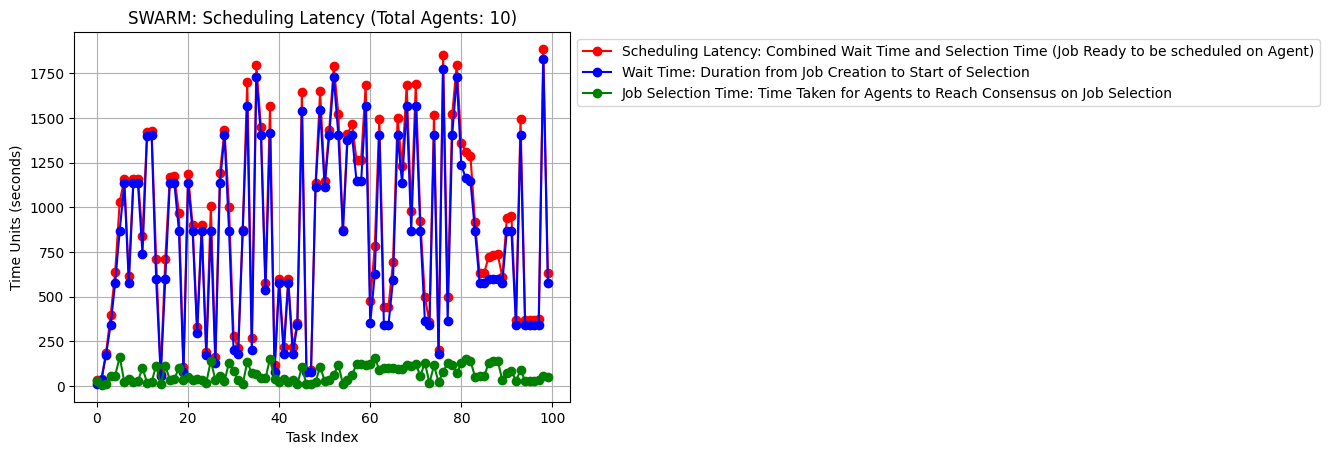 SWARM: Scheduling Latency (Total Agents: 10)
Scheduling Latency: Combined Wait Time and Selection Time (Job Ready to be scheduled on Agent)
Wait Time: Duration from Job Creation to Start of Selection
Job Selection Time: Time Taken for Agents to Reach Consensus on Job Selection
Time Units (seconds)
1750
1500
1250
1000
750
500
250
0
0 20 40 60 80 100
Task Index